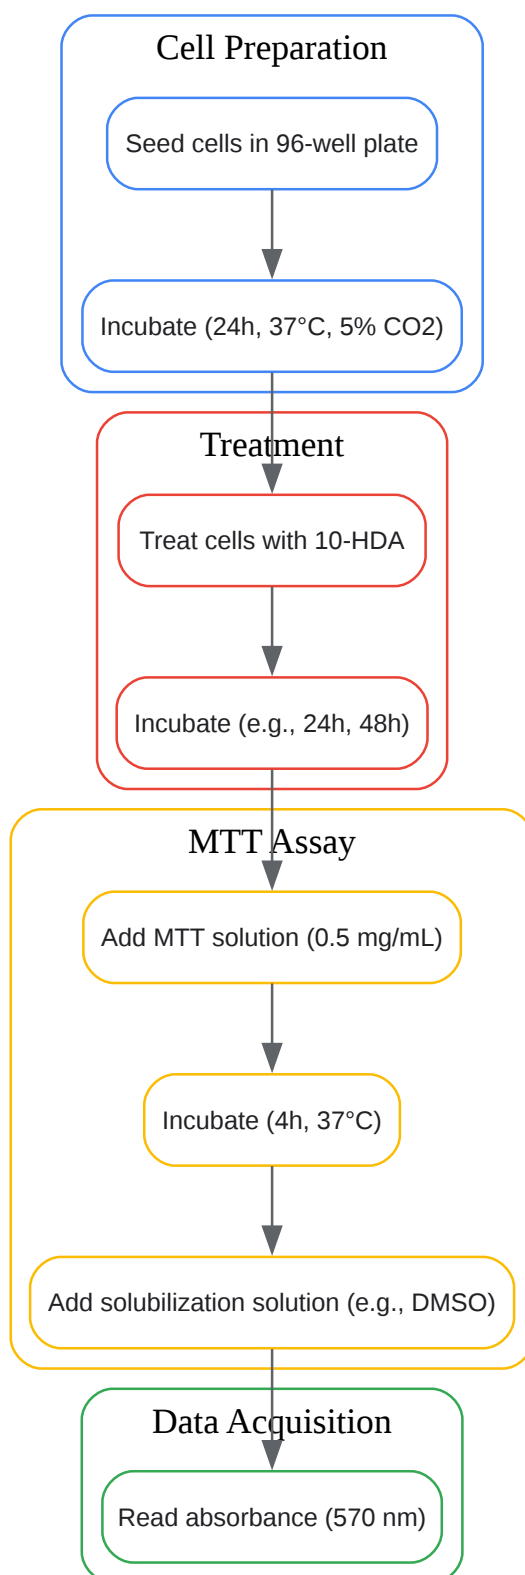 Cell Preparation
Seed cells in 96-well plate
Incubate (24h, 37°C, 5% CO2)
Treatment
Treat cells with 10-HDA
Incubate (e.g., 24h, 48h)
MTT Assay
Add MTT solution (0.5 mg/mL)
Incubate (4h, 37°C)
Add solubilization solution (e.g., DMSO)
Data Acquisition
Read absorbance (570 nm)